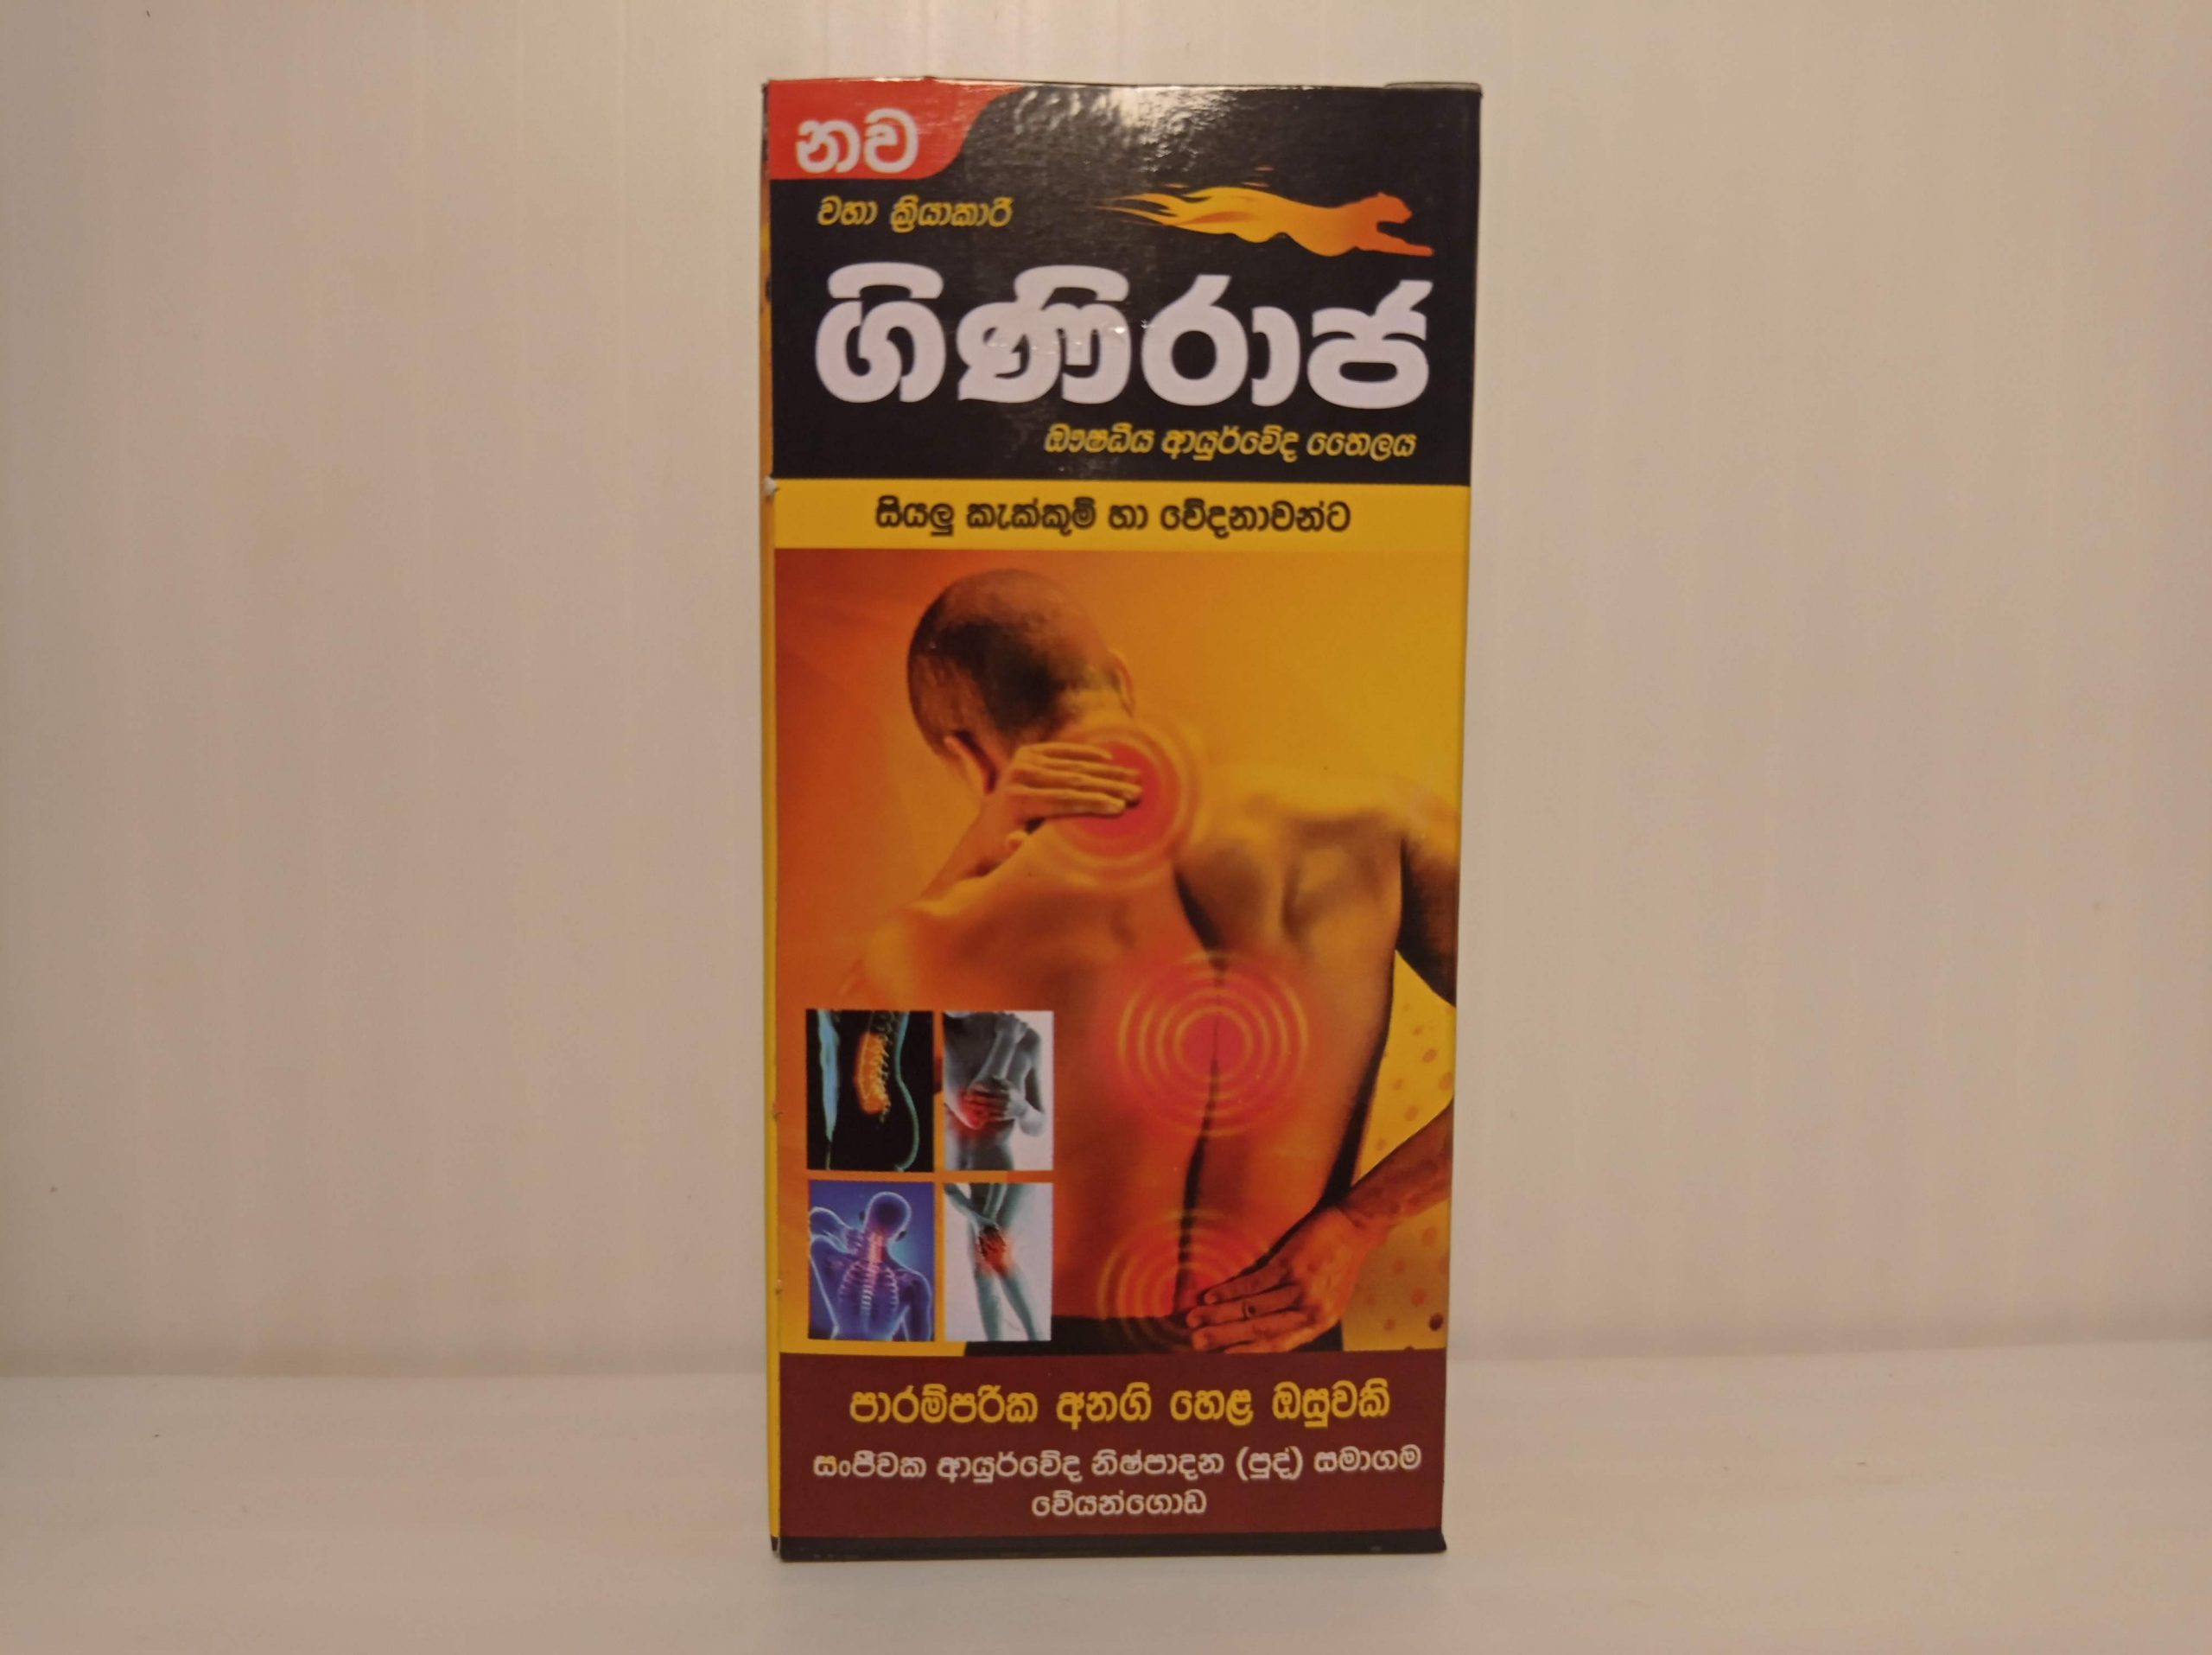 නව
වහා ක්‍රියාකාරී
ගිණිරාජ
ඖෂධීය ආයුර්වේද තෛලය
සියලු කැක්කුම් හා වේදනාවන්ට
පාරම්පරික අනගි හෙළ ඔසුවකි
සංජීවක ආයුර්වේද නිෂ්පාදන (පුද්) සමාගම
වේයන්ගොඩ